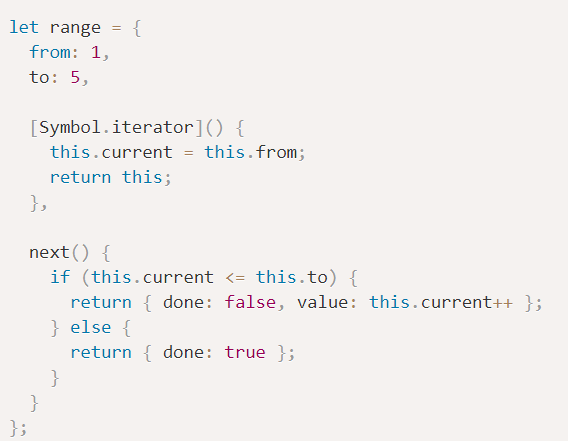 let range = {
  from: 1,
  to: 5,

  [Symbol.iterator]() {
    this.current = this.from;
    return this;
  },

  next() {
    if (this.current <= this.to) {
      return { done: false, value: this.current++ };
    } else {
      return { done: true };
    }
  }
};